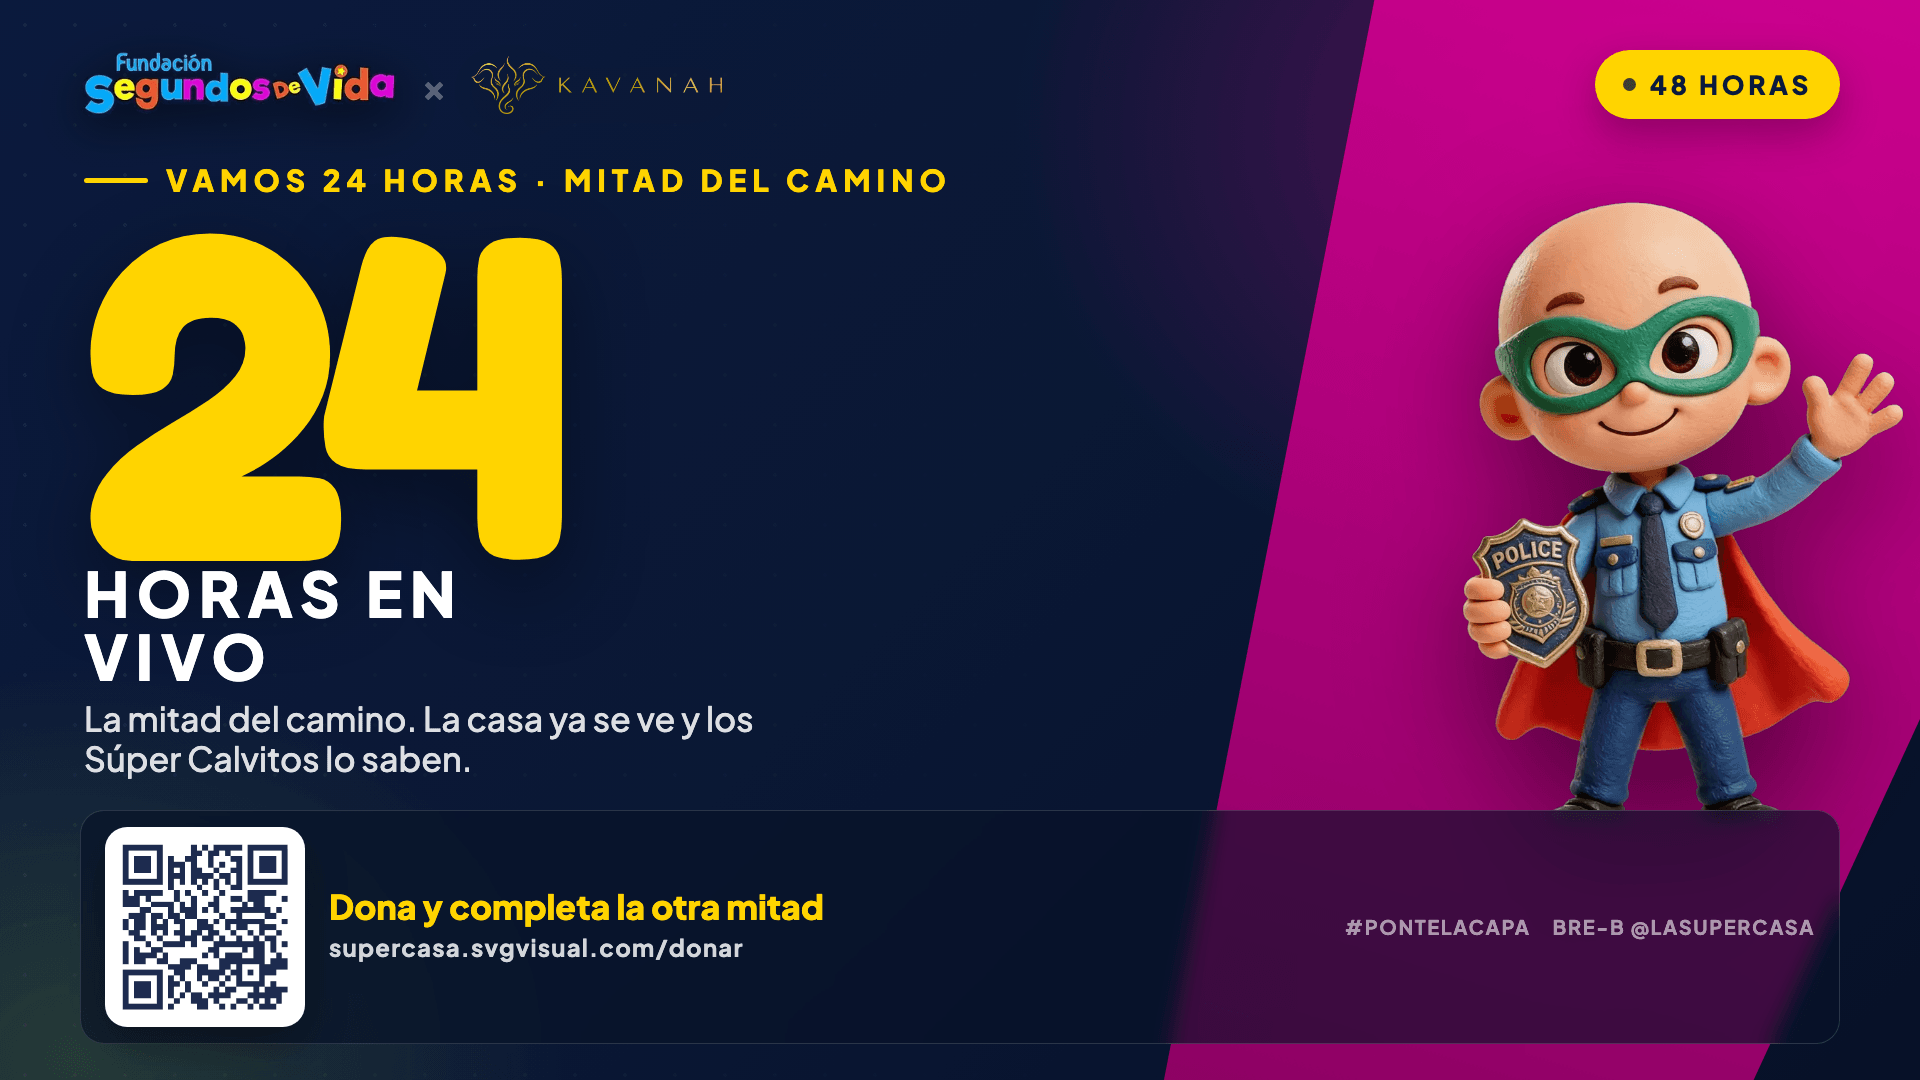 Fundación
Segundos DE Vida
×
KAVANAH
48 HORAS
VAMOS 24 HORAS · MITAD DEL CAMINO
24
HORAS EN
VIVO
La mitad del camino. La casa ya se ve y los
Súper Calvitos lo saben.
POLICE
Dona y completa la otra mitad
supercasa.svgvisual.com/donar
#PONTELACAPA BRE-B @LASUPERCASA